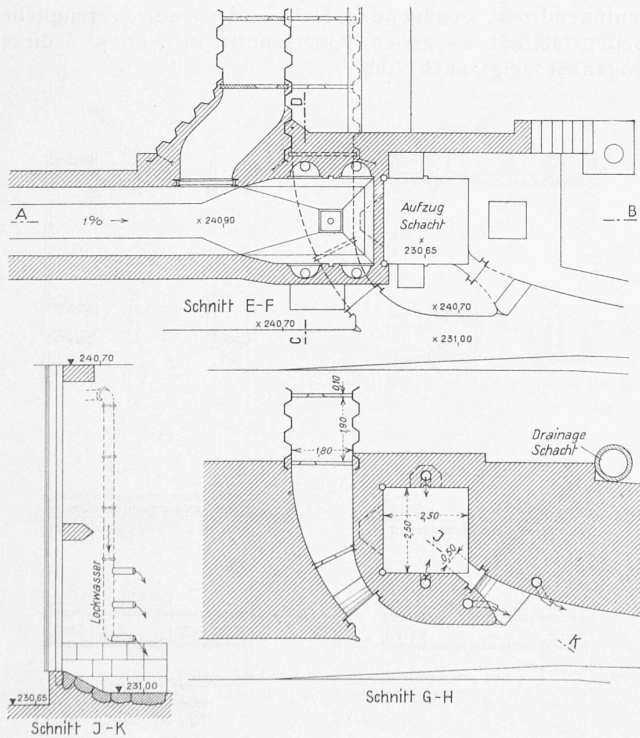 A
1%
x 240,90
D
Aufzug
Schacht
x
230,65
B
Schnitt E-F
x 240,70
C
x 240,70
x 231,00
240,70
Lockwasser
230,65
231,00
Schnitt J-K
0,10
1,90
1,80
Drainage
Schacht
2,50
2,50
J
0,50
K
Schnitt G-H